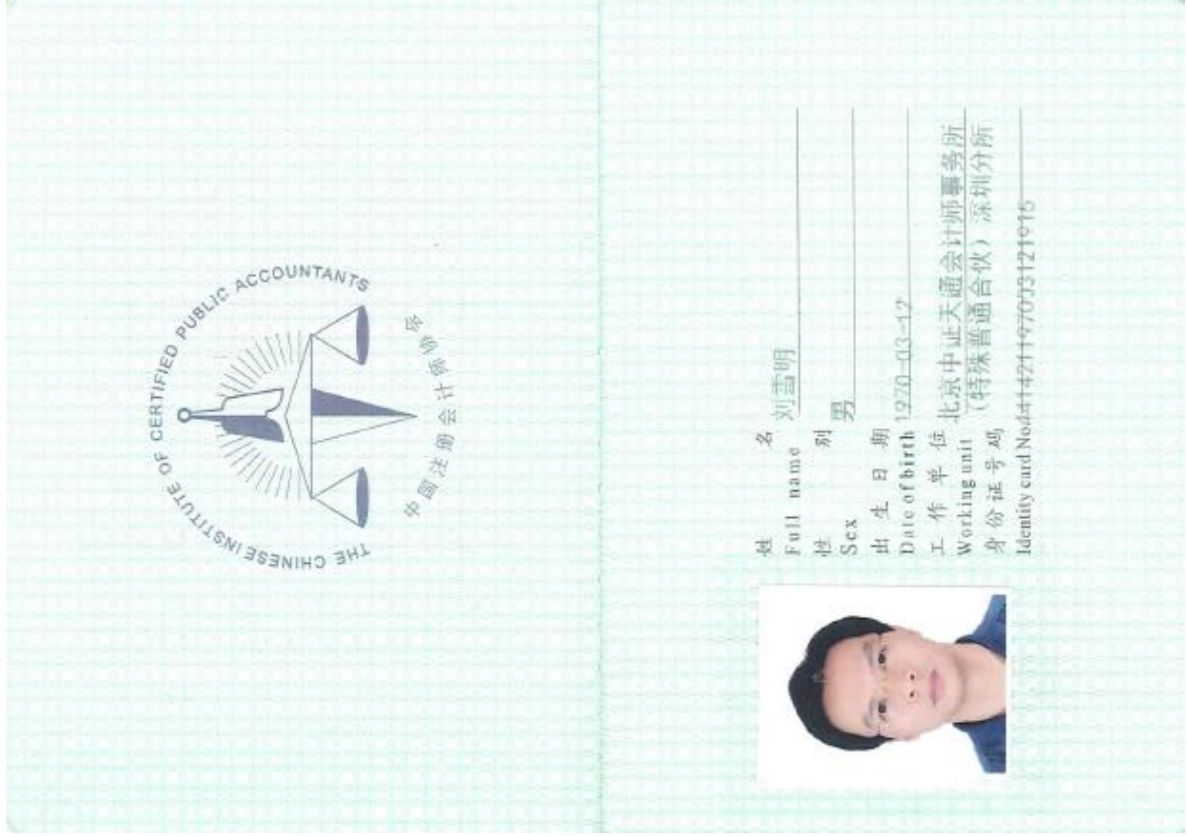 THE CHINESE INSTITUTE OF CERTIFIED PUBLIC ACCOUNTANTS
中国注册会计师协会
姓 名 刘雪明
Full name
性 别 男
Sex
出 生 日 期 1970-03-12
Date of birth
工 作 单 位 北京中证天通会计师事务所
Working unit (特殊普通合伙) 深圳分所
身 份 证 号 码
Identity card No. 441421197003121915